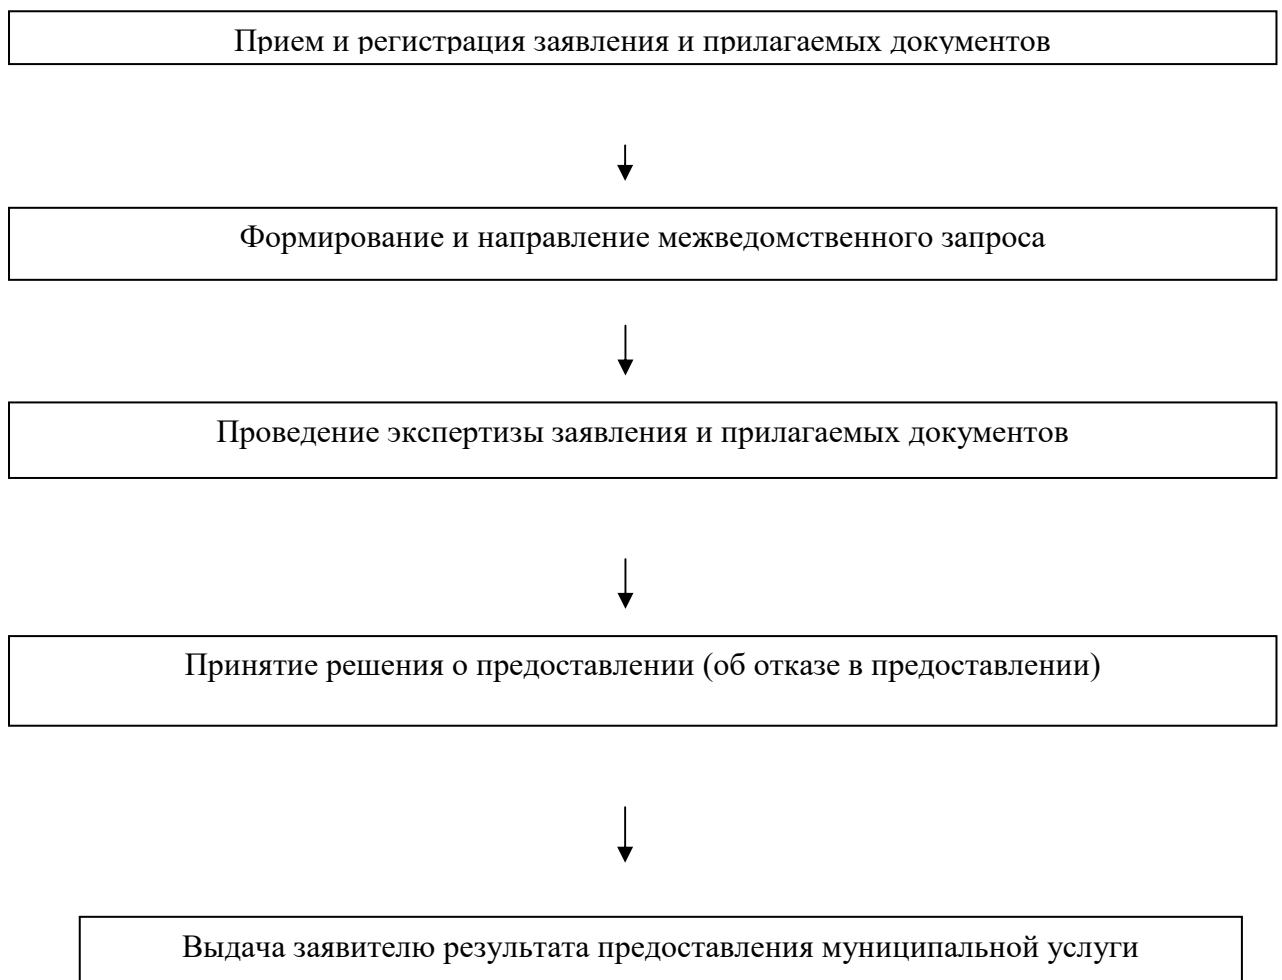 Прием и регистрация заявления и прилагаемых документов
Формирование и направление межведомственного запроса
Проведение экспертизы заявления и прилагаемых документов
Принятие решения о предоставлении (об отказе в предоставлении)
Выдача заявителю результата предоставления муниципальной услуги